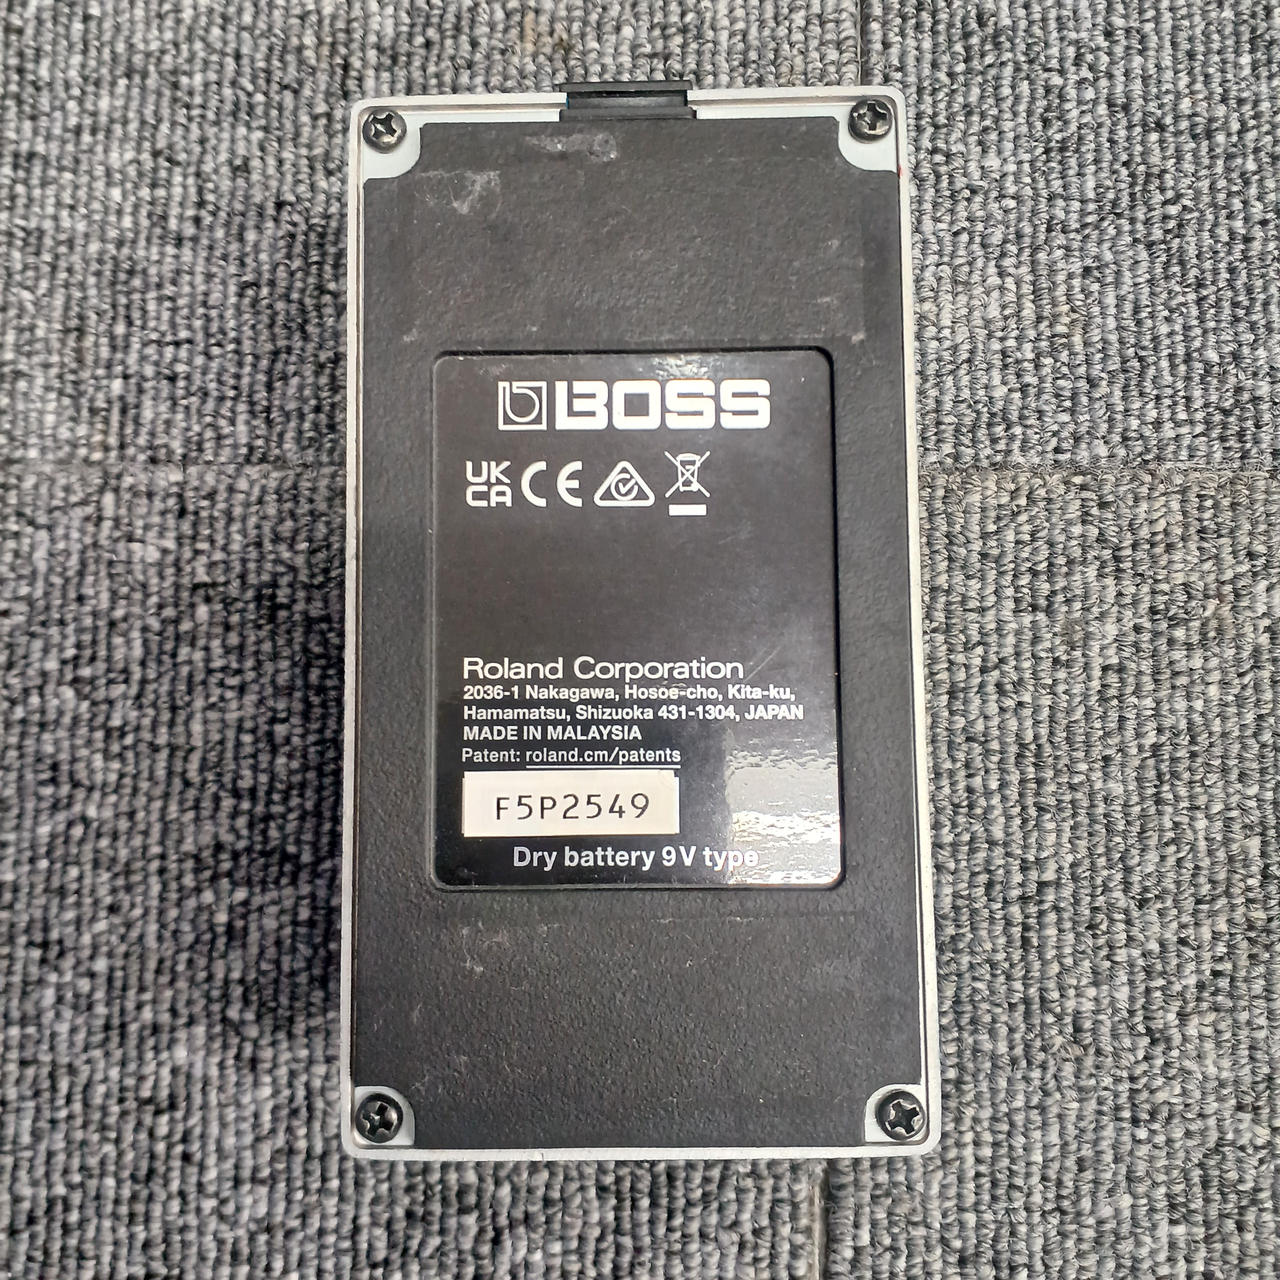 BOSS
UK
CA CE
Roland Corporation
2036-1 Nakagawa, Hosoe-cho, Kita-ku,
Hamamatsu, Shizuoka 431-1304, JAPAN
MADE IN MALAYSIA
Patent: roland.cm/patents
F5P2549
Dry battery 9V type